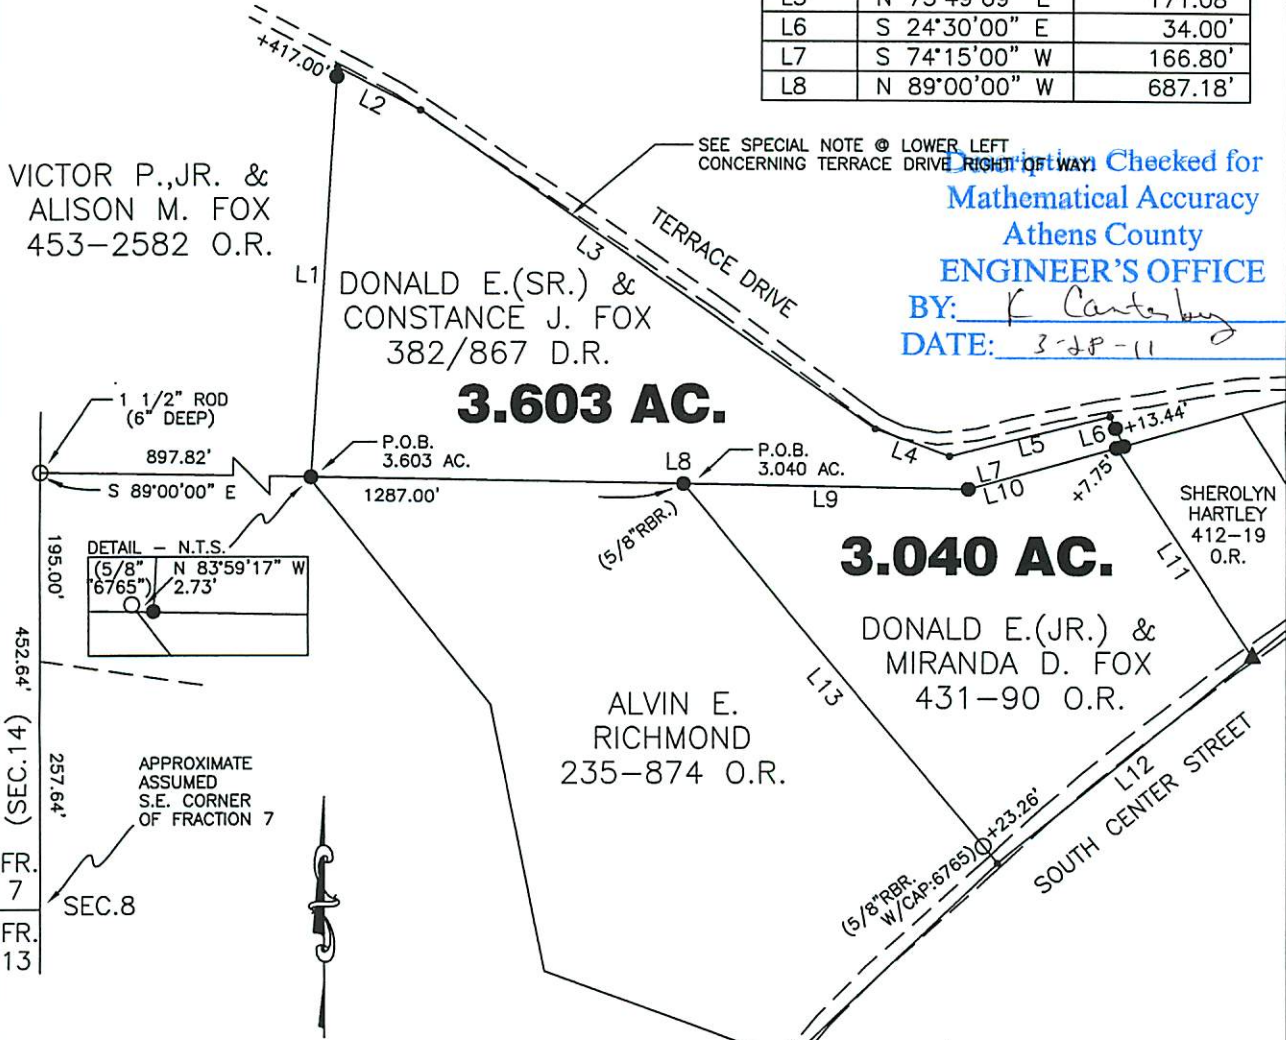 L5 N 73°49'09" E 171.08'
L6 S 24°30'00" E 34.00'
L7 S 74°15'00" W 166.80'
L8 N 89°00'00" W 687.18'
+417.00'
L2
SEE SPECIAL NOTE @ LOWER LEFT
CONCERNING TERRACE DRIVE RIGHT OF WAY.
Description Checked for
Mathematical Accuracy
Athens County
ENGINEER'S OFFICE
BY: K Canterbury
DATE: 3-28-11
VICTOR P.,JR. &
ALISON M. FOX
453-2582 O.R.
L1
L3
TERRACE DRIVE
DONALD E.(SR.) &
CONSTANCE J. FOX
382/867 D.R.
3.603 AC.
1 1/2" ROD
(6" DEEP)
897.82'
S 89°00'00" E
P.O.B.
3.603 AC.
1287.00'
L8
P.O.B.
3.040 AC.
(5/8"RBR.)
L9
L4
L5
L6
+13.44'
L7
L10
+7.75'
SHEROLYN
HARTLEY
412-19
O.R.
L11
DETAIL - N.T.S.
(5/8" N 83°59'17" W
"6765") 2.73'
195.00'
452.64'
257.64'
(SEC.14)
3.040 AC.
DONALD E.(JR.) &
MIRANDA D. FOX
431-90 O.R.
L13
ALVIN E.
RICHMOND
235-874 O.R.
APPROXIMATE
ASSUMED
S.E. CORNER
OF FRACTION 7
FR.
7
SEC.8
FR.
13
L12
SOUTH CENTER STREET
+23.26'
(5/8"RBR.
W/CAP:6765)